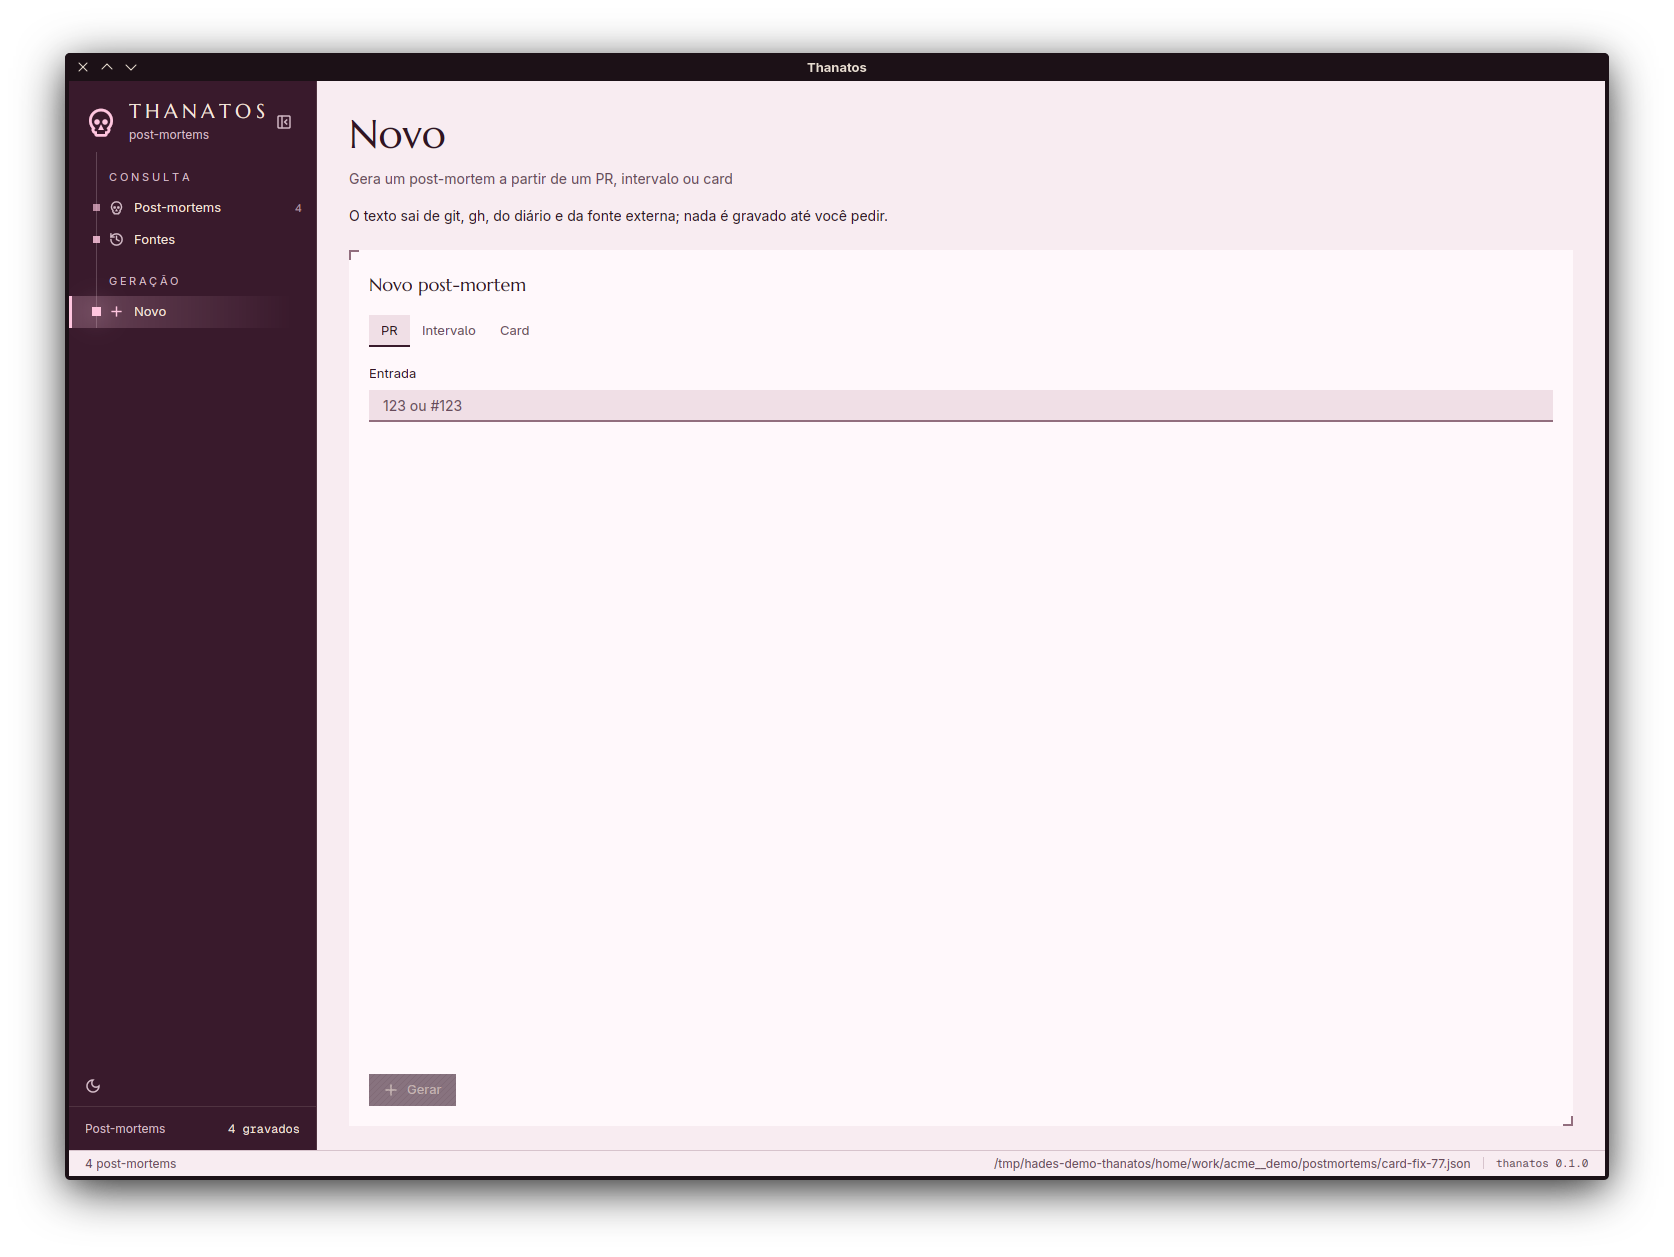 Thanatos
THANATOS
post-mortems
CONSULTA
Post-mortems 4
Fontes
GERAÇÃO
Novo
Post-mortems 4 gravados
Novo
Gera um post-mortem a partir de um PR, intervalo ou card
O texto sai de git, gh, do diário e da fonte externa; nada é gravado até você pedir.
Novo post-mortem
PR Intervalo Card
Entrada
123 ou #123
Gerar
4 post-mortems /tmp/hades-demo-thanatos/home/work/acme__demo/postmortems/card-fix-77.json thanatos 0.1.0